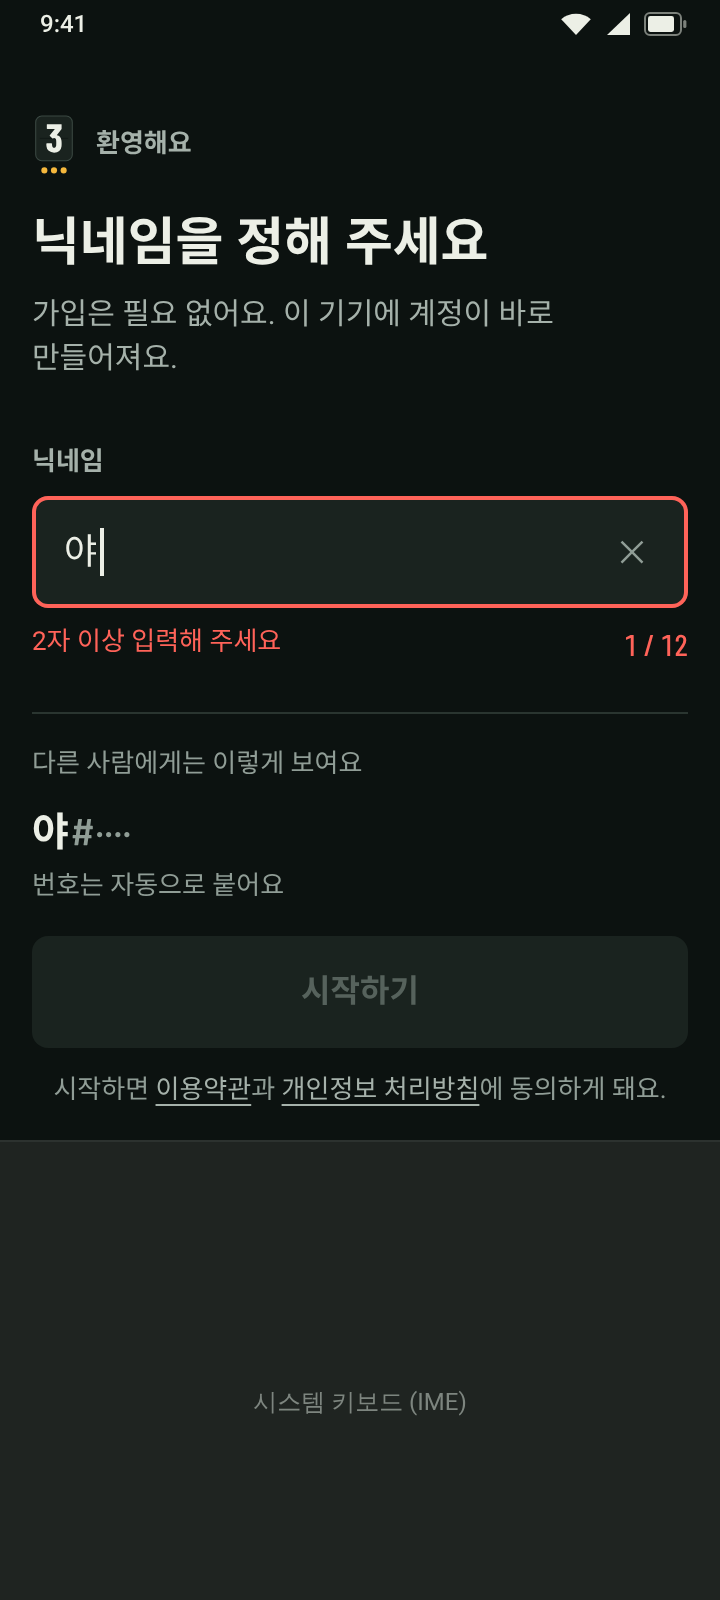 9:41
3
환영해요
닉네임을 정해 주세요
가입은 필요 없어요. 이 기기에 계정이 바로
만들어져요.
닉네임
야
2자 이상 입력해 주세요
1 / 12
다른 사람에게는 이렇게 보여요
야#····
번호는 자동으로 붙어요
시작하기
시작하면 이용약관과 개인정보 처리방침에 동의하게 돼요.
시스템 키보드 (IME)